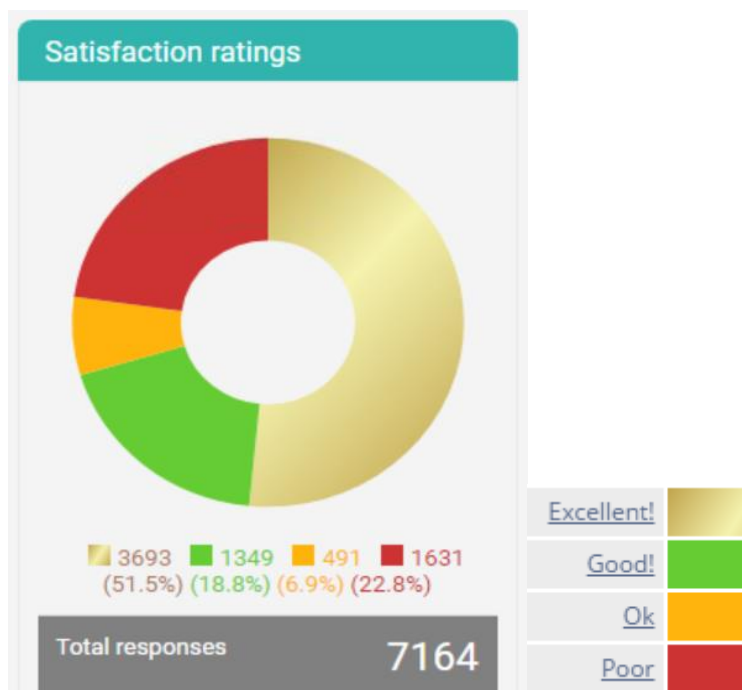 Satisfaction ratings
3693 1349 491 1631
(51.5%) (18.8%) (6.9%) (22.8%)
Total responses 7164
Excellent!
Good!
Ok
Poor